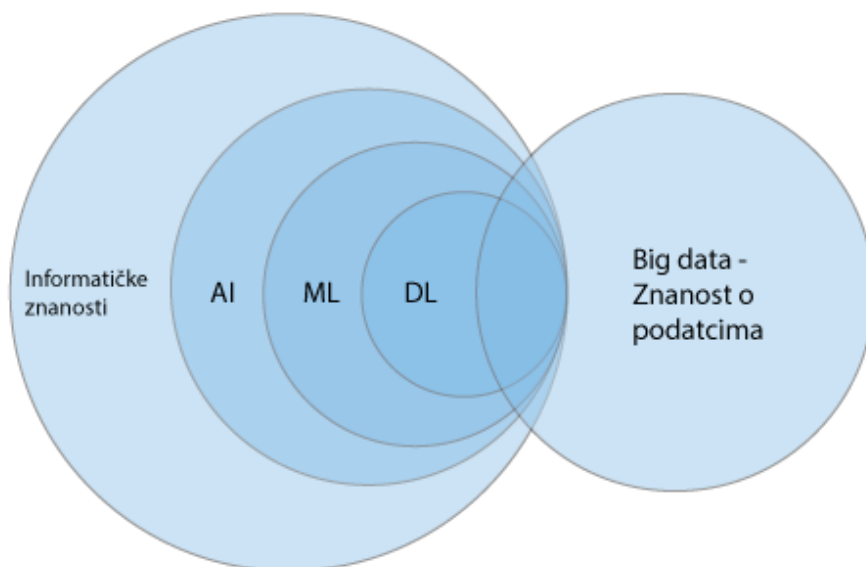 Informatičke
znanosti
AI
ML
DL
Big data -
Znanost o
podatcima